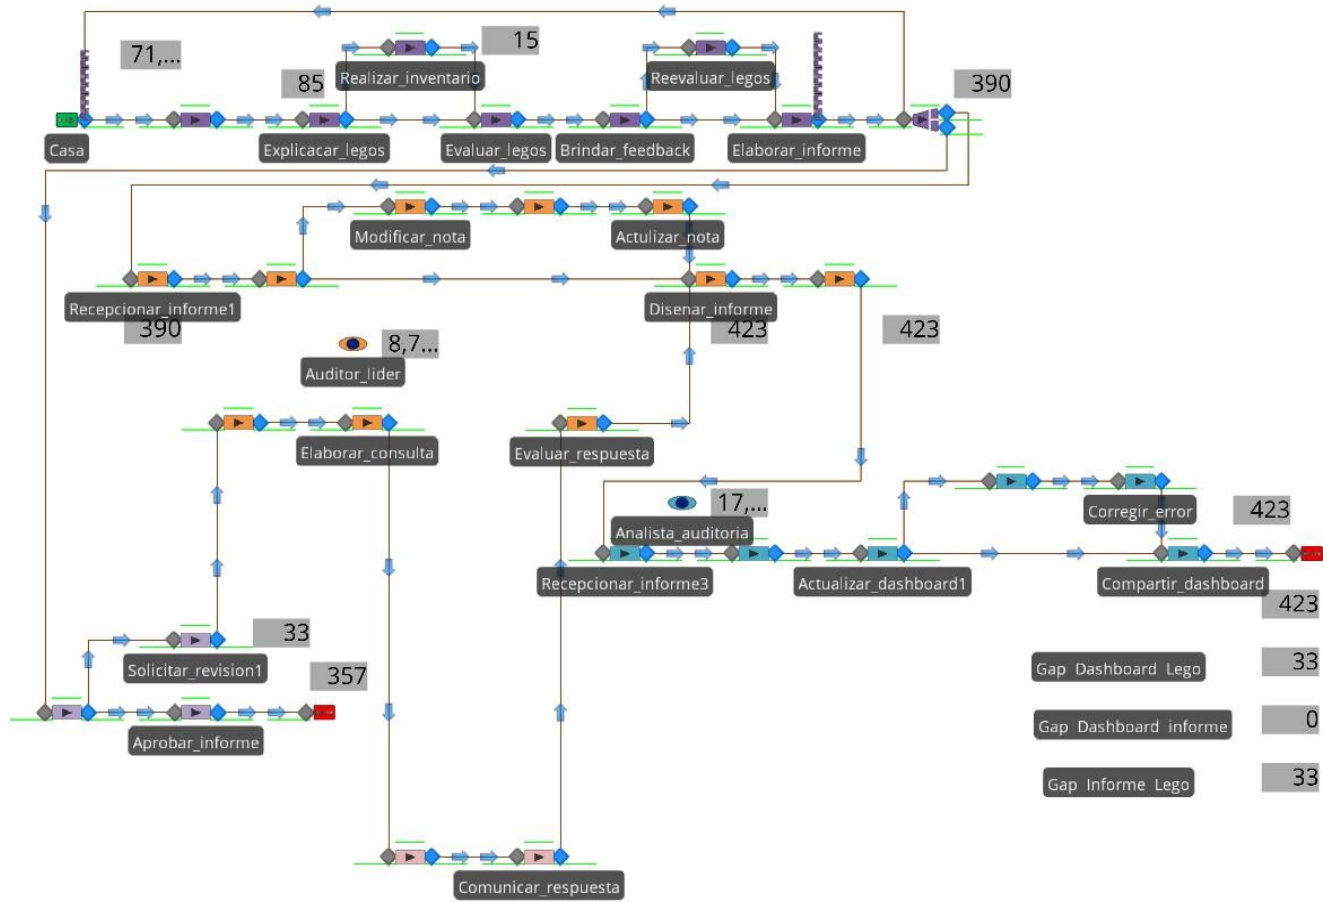 71,...
15
Realizar_inventario
Reevaluar_legos
85
390
Casa
Explicacar_legos
Evaluar_legos
Brindar_feedback
Elaborar_informe
Modificar_nota
Actulizar_nota
Recepcionar_informe1
Disenar_informe
390
423
423
8,7...
Auditor_lider
Elaborar_consulta
Evaluar_respuesta
17,...
Analista_auditoria
Corregir_error
423
Recepcionar_informe3
Actualizar_dashboard1
Compartir_dashboard
423
33
Solicitar_revision1
Gap Dashboard Lego
33
357
Aprobar_informe
Gap Dashboard informe
0
Gap Informe Lego
33
Comunicar_respuesta